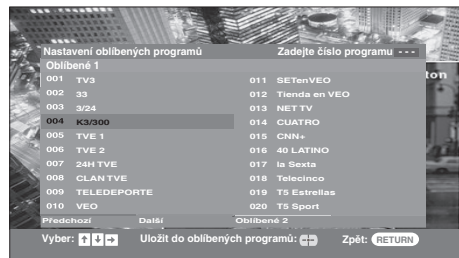 Nastavení oblíbených programů Zadejte číslo programu ---
Oblíbené 1
001 TV3 011 SETenVEO
002 33 012 Tienda en VEO
003 3/24 013 NET TV
004 K3/300 014 CUATRO
005 TVE 1 015 CNN+
006 TVE 2 016 40 LATINO
007 24H TVE 017 la Sexta
008 CLAN TVE 018 Telecinco
009 TELEDEPORTE 019 T5 Estrellas
010 VEO 020 T5 Sport
Předchozí Další Oblíbené 2
Vyber: Uložit do oblíbených programů: Zpět: RETURN
ton